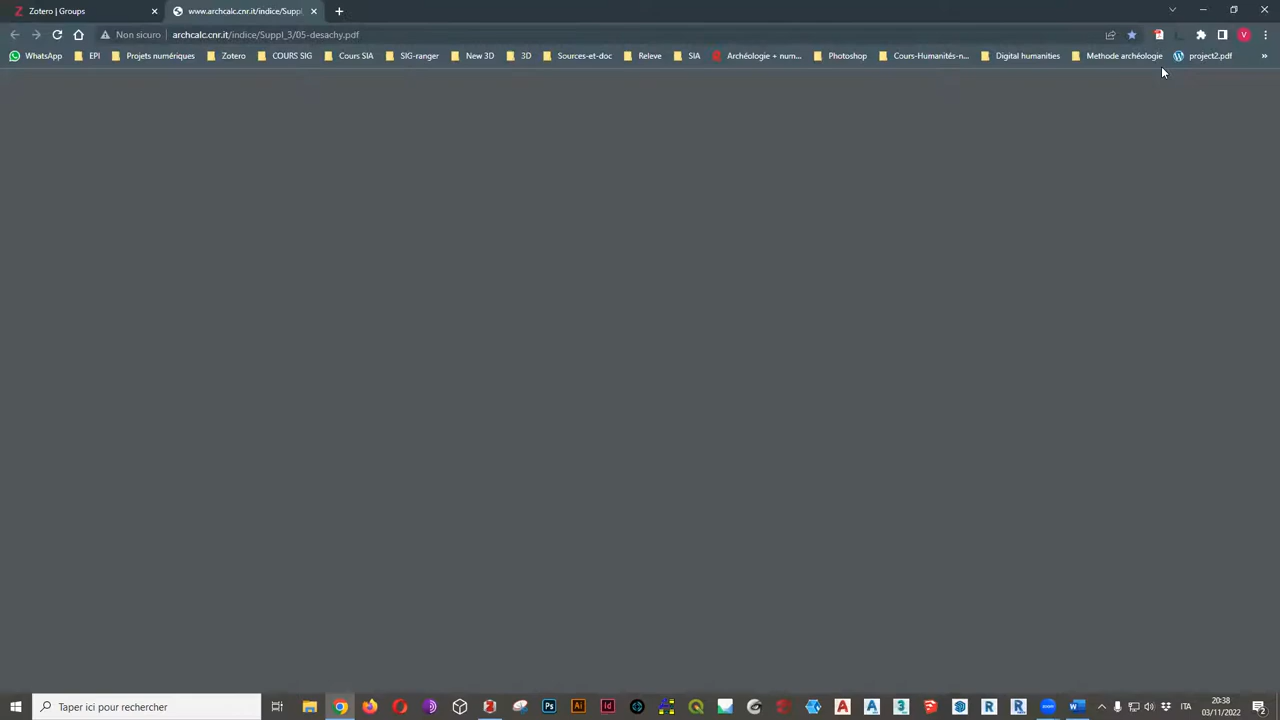 Zotero | Groups
www.archcalc.cnr.it/indice/Suppl
Non sicuro
archcalc.cnr.it/indice/Suppl_3/05-desachy.pdf
V
WhatsApp
EPI
Projets numériques
Zotero
COURS SIG
Cours SIA
SIG-ranger
New 3D
3D
Sources-et-doc
Releve
SIA
Archéologie + num...
Photoshop
Cours-Humanités-n...
Digital humanities
Methode archéologie
project2.pdf
Taper ici pour rechercher
ITA
20:38
03/11/2022